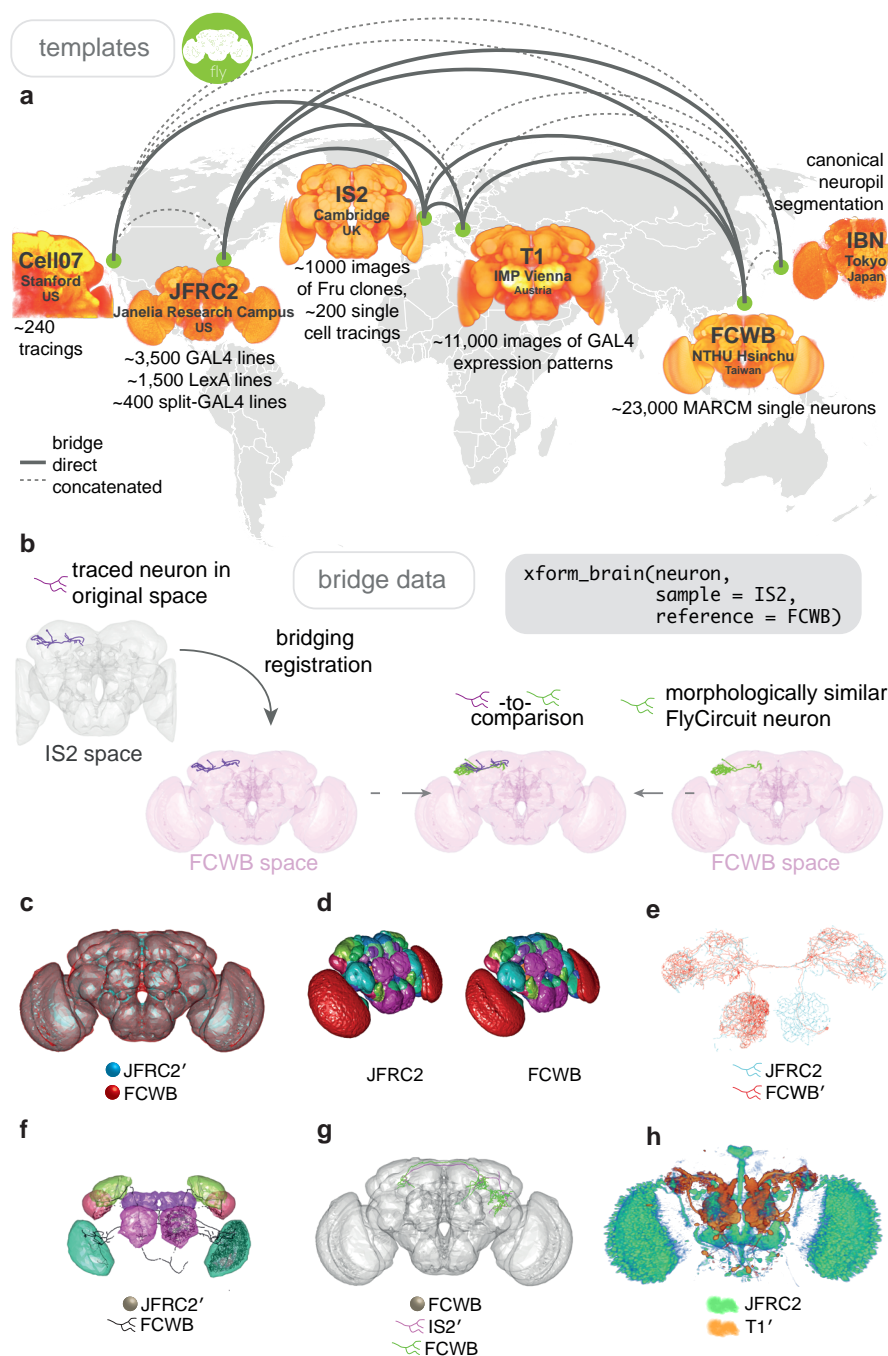 templates
fly
a
canonical
neuropil
segmentation
Cell07
Stanford
US
~240
tracings
JFRC2
Janelia Research Campus
US
~3,500 GAL4 lines
~1,500 LexA lines
~400 split-GAL4 lines
IS2
Cambridge
UK
~1000 images
of Fru clones,
~200 single
cell tracings
T1
IMP Vienna
Austria
~11,000 images of GAL4
expression patterns
IBN
Tokyo
Japan
FCWB
NTHU Hsinchu
Taiwan
~23,000 MARCM single neurons
bridge
direct
concatenated
b
traced neuron in
original space
bridge data
xform_brain(neuron,
sample = IS2,
reference = FCWB)
bridging
registration
IS2 space
-to-
comparison
morphologically similar
FlyCircuit neuron
FCWB space
FCWB space
c
JFRC2′
FCWB
d
JFRC2
FCWB
e
JFRC2
FCWB′
f
JFRC2′
FCWB
g
FCWB
IS2′
FCWB
h
JFRC2
T1′